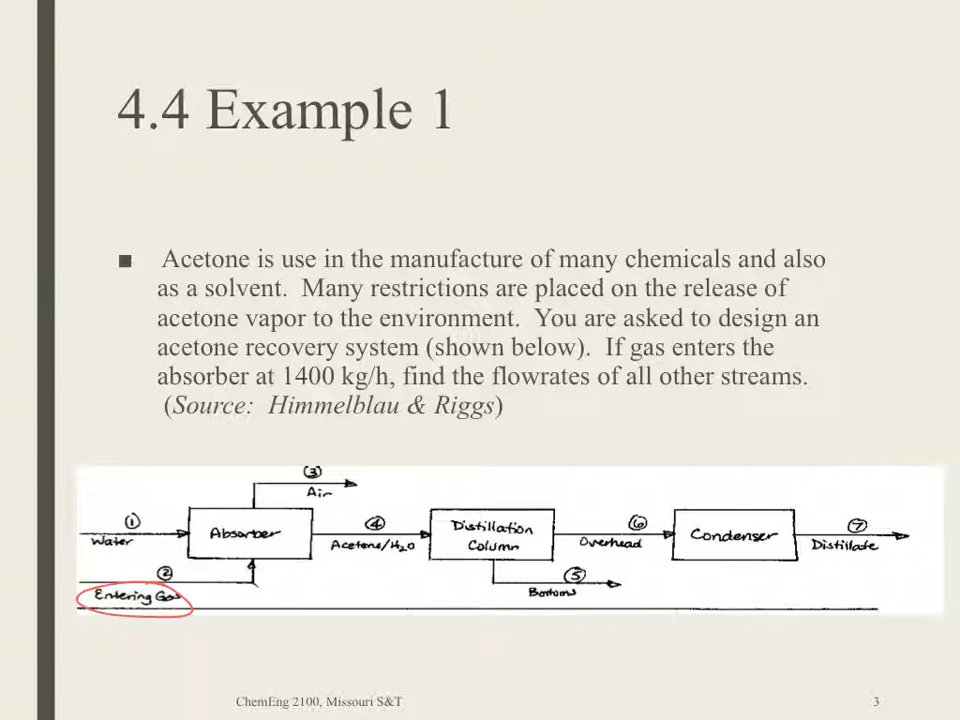 4.4 Example 1
■ Acetone is use in the manufacture of many chemicals and also
as a solvent. Many restrictions are placed on the release of
acetone vapor to the environment. You are asked to design an
acetone recovery system (shown below). If gas enters the
absorber at 1400 kg/h, find the flowrates of all other streams.
(Source: Himmelblau & Riggs)
3
Air
1
Water
Absorber
4
Acetone/H2O
Distillation
Column
6
Overhead
Condenser
7
Distillate
2
Entering Gas
5
Bottoms
ChemEng 2100, Missouri S&T
3